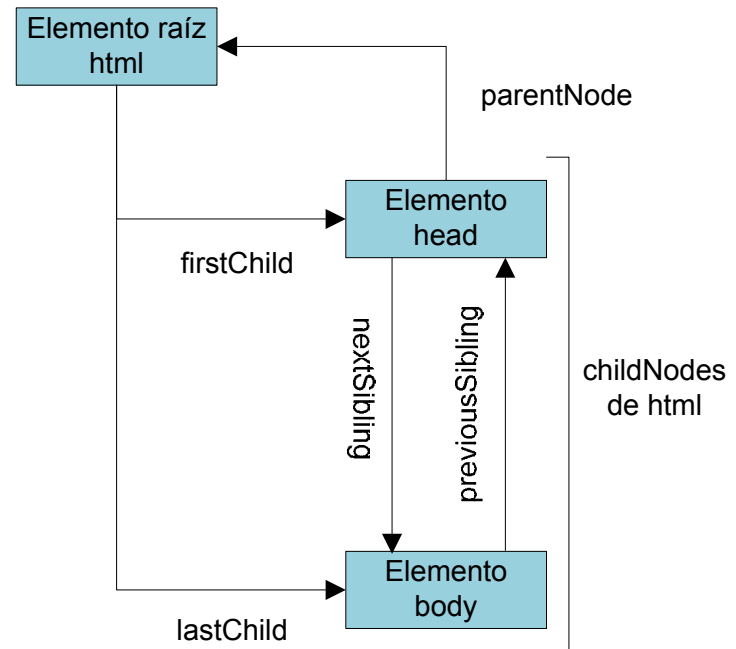 Elemento raíz
html
parentNode
Elemento
head
firstChild
nextSibling
previousSibling
childNodes
de html
Elemento
body
lastChild